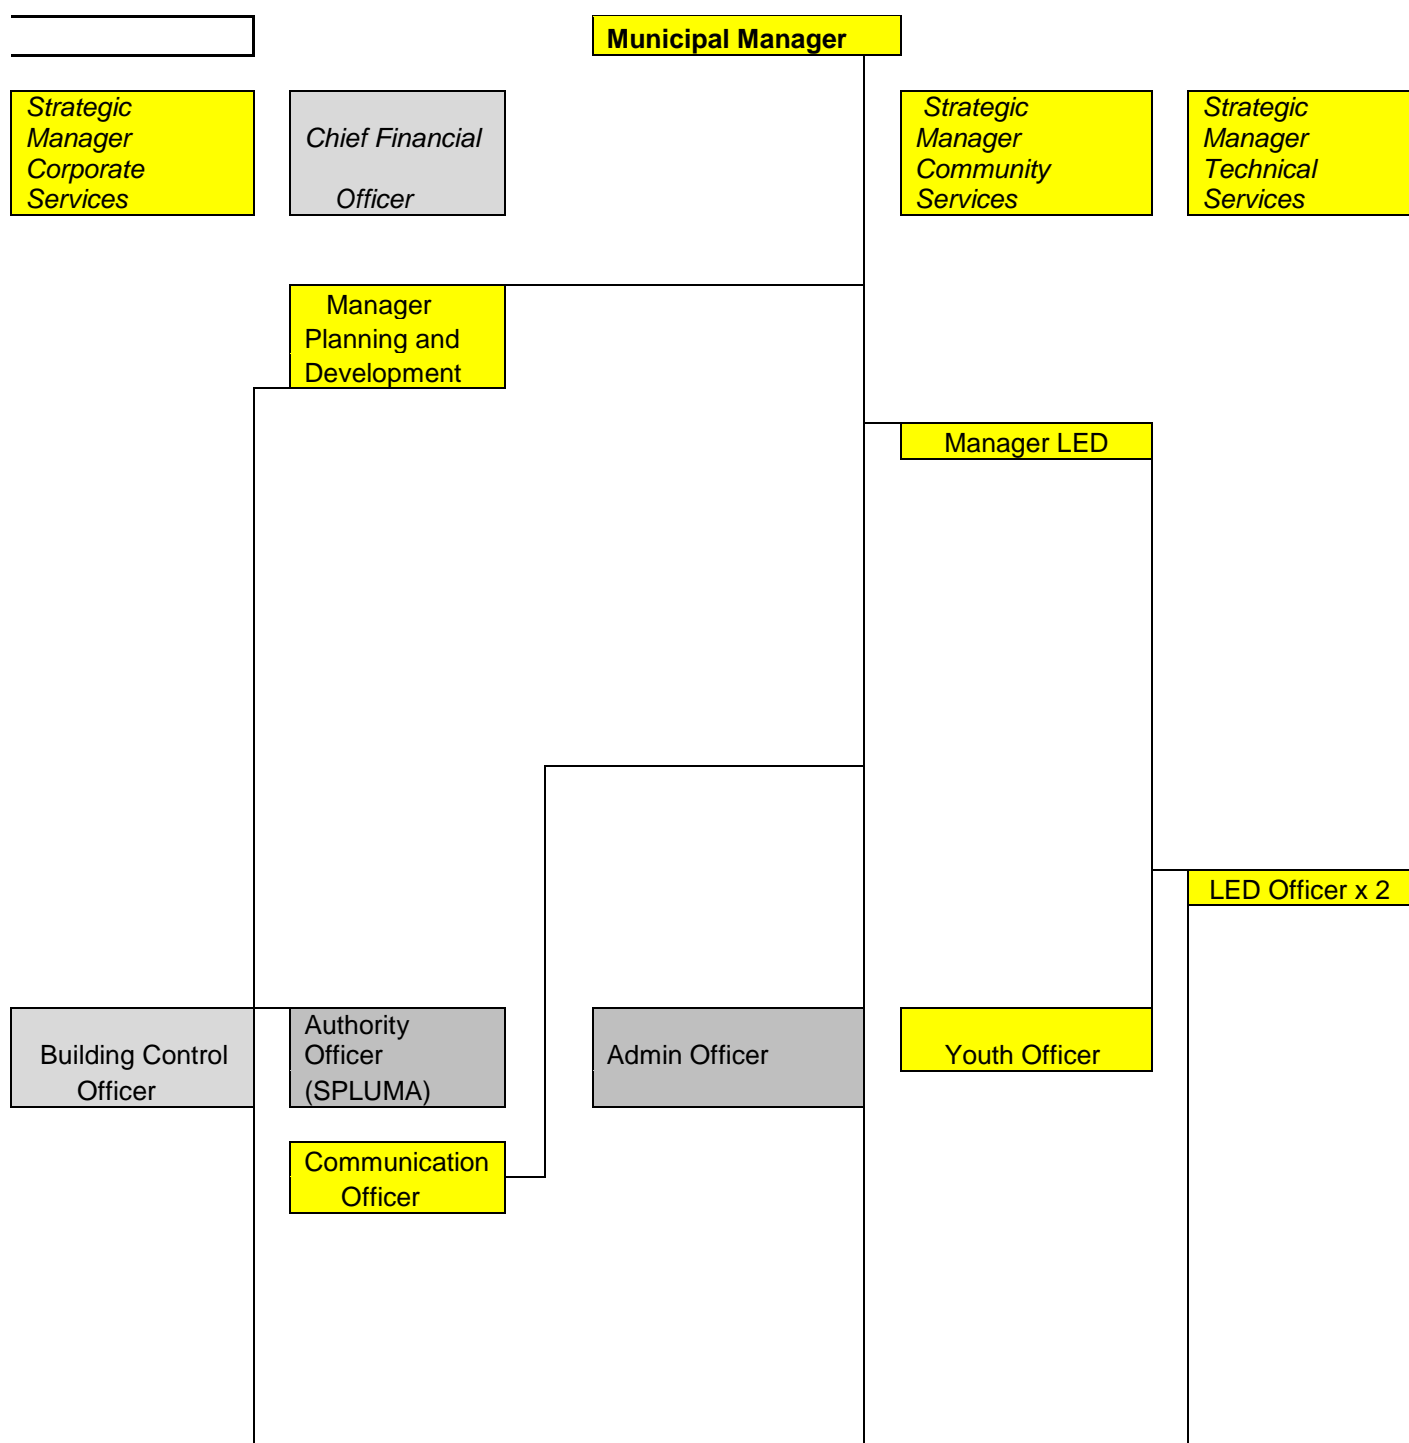 Municipal Manager
Strategic
Manager
Corporate
Services
Chief Financial
Officer
Strategic
Manager
Community
Services
Strategic
Manager
Technical
Services
Manager
Planning and
Development
Manager LED
LED Officer x 2
Building Control
Officer
Authority
Officer
(SPLUMA)
Admin Officer
Youth Officer
Communication
Officer